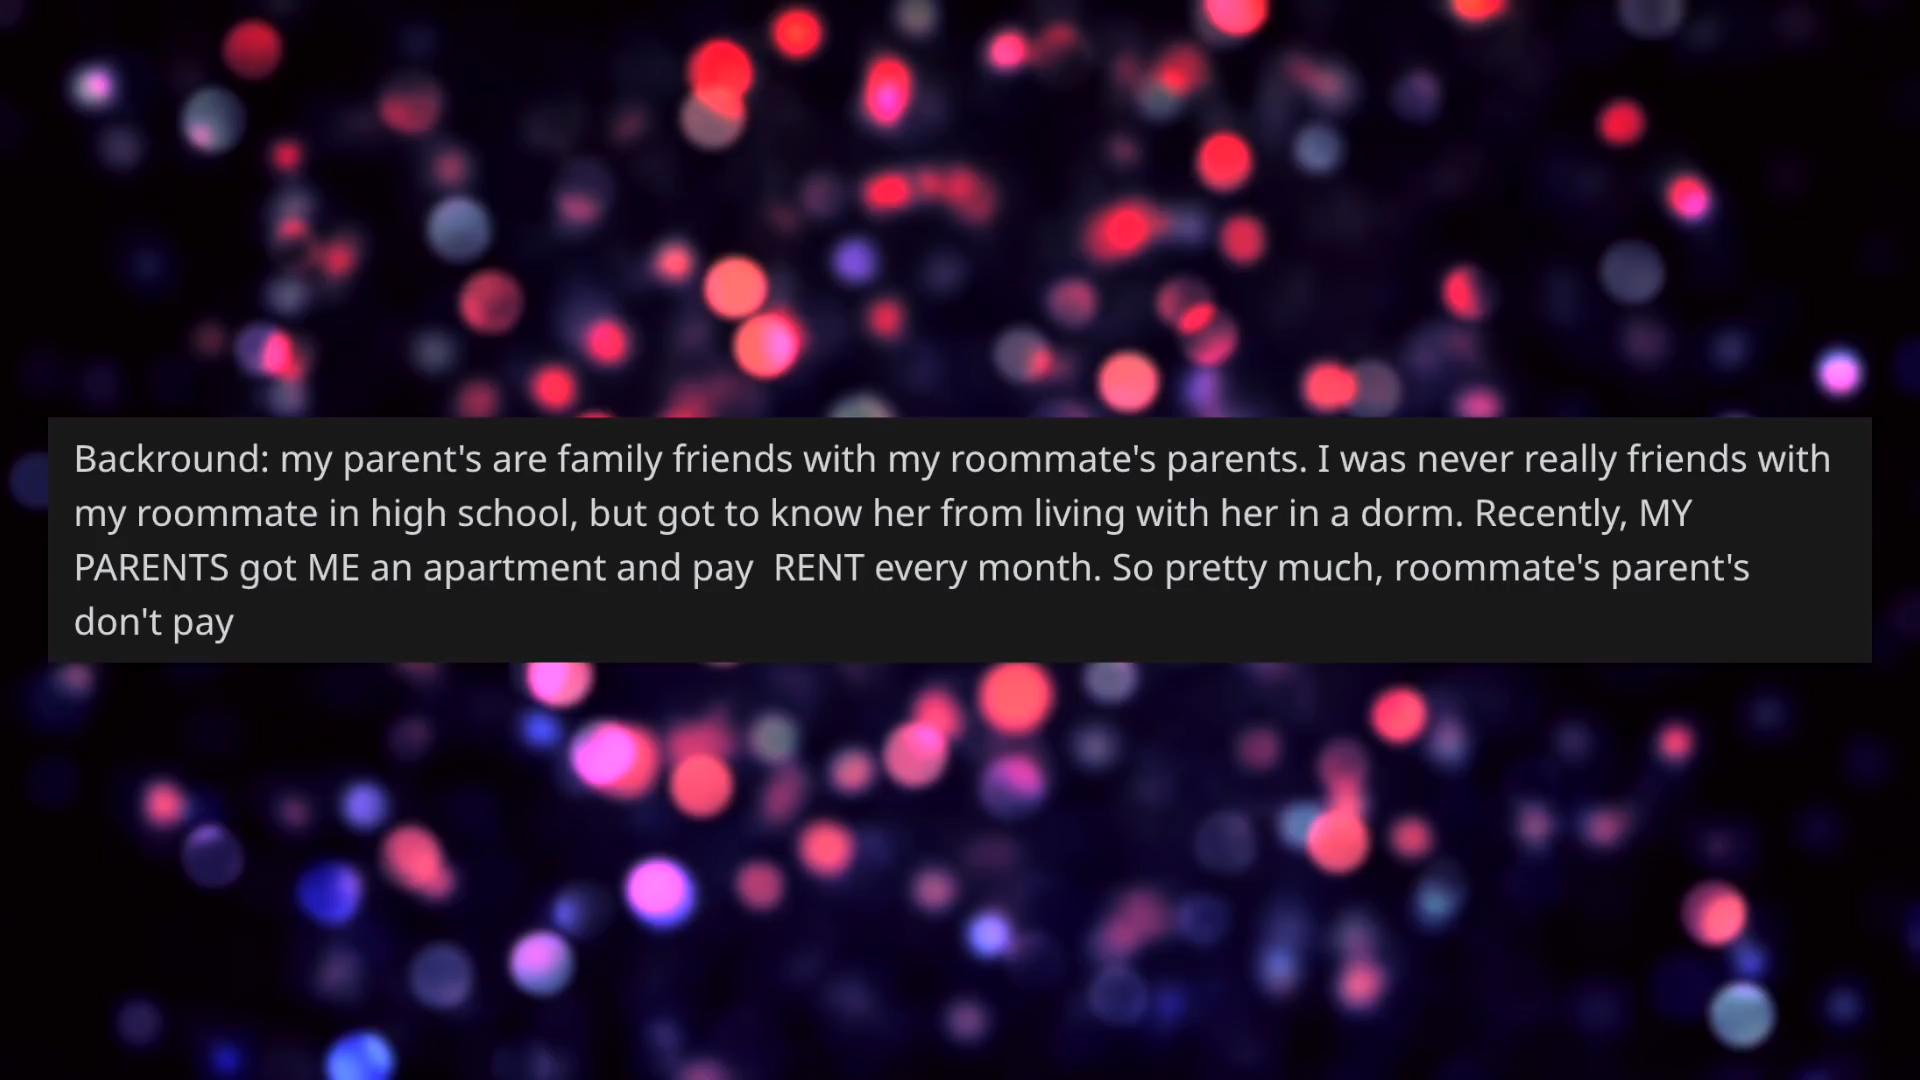 Backround: my parent's are family friends with my roommate's parents. I was never really friends with
my roommate in high school, but got to know her from living with her in a dorm. Recently, MY
PARENTS got ME an apartment and pay  RENT every month. So pretty much, roommate's parent's
don't pay